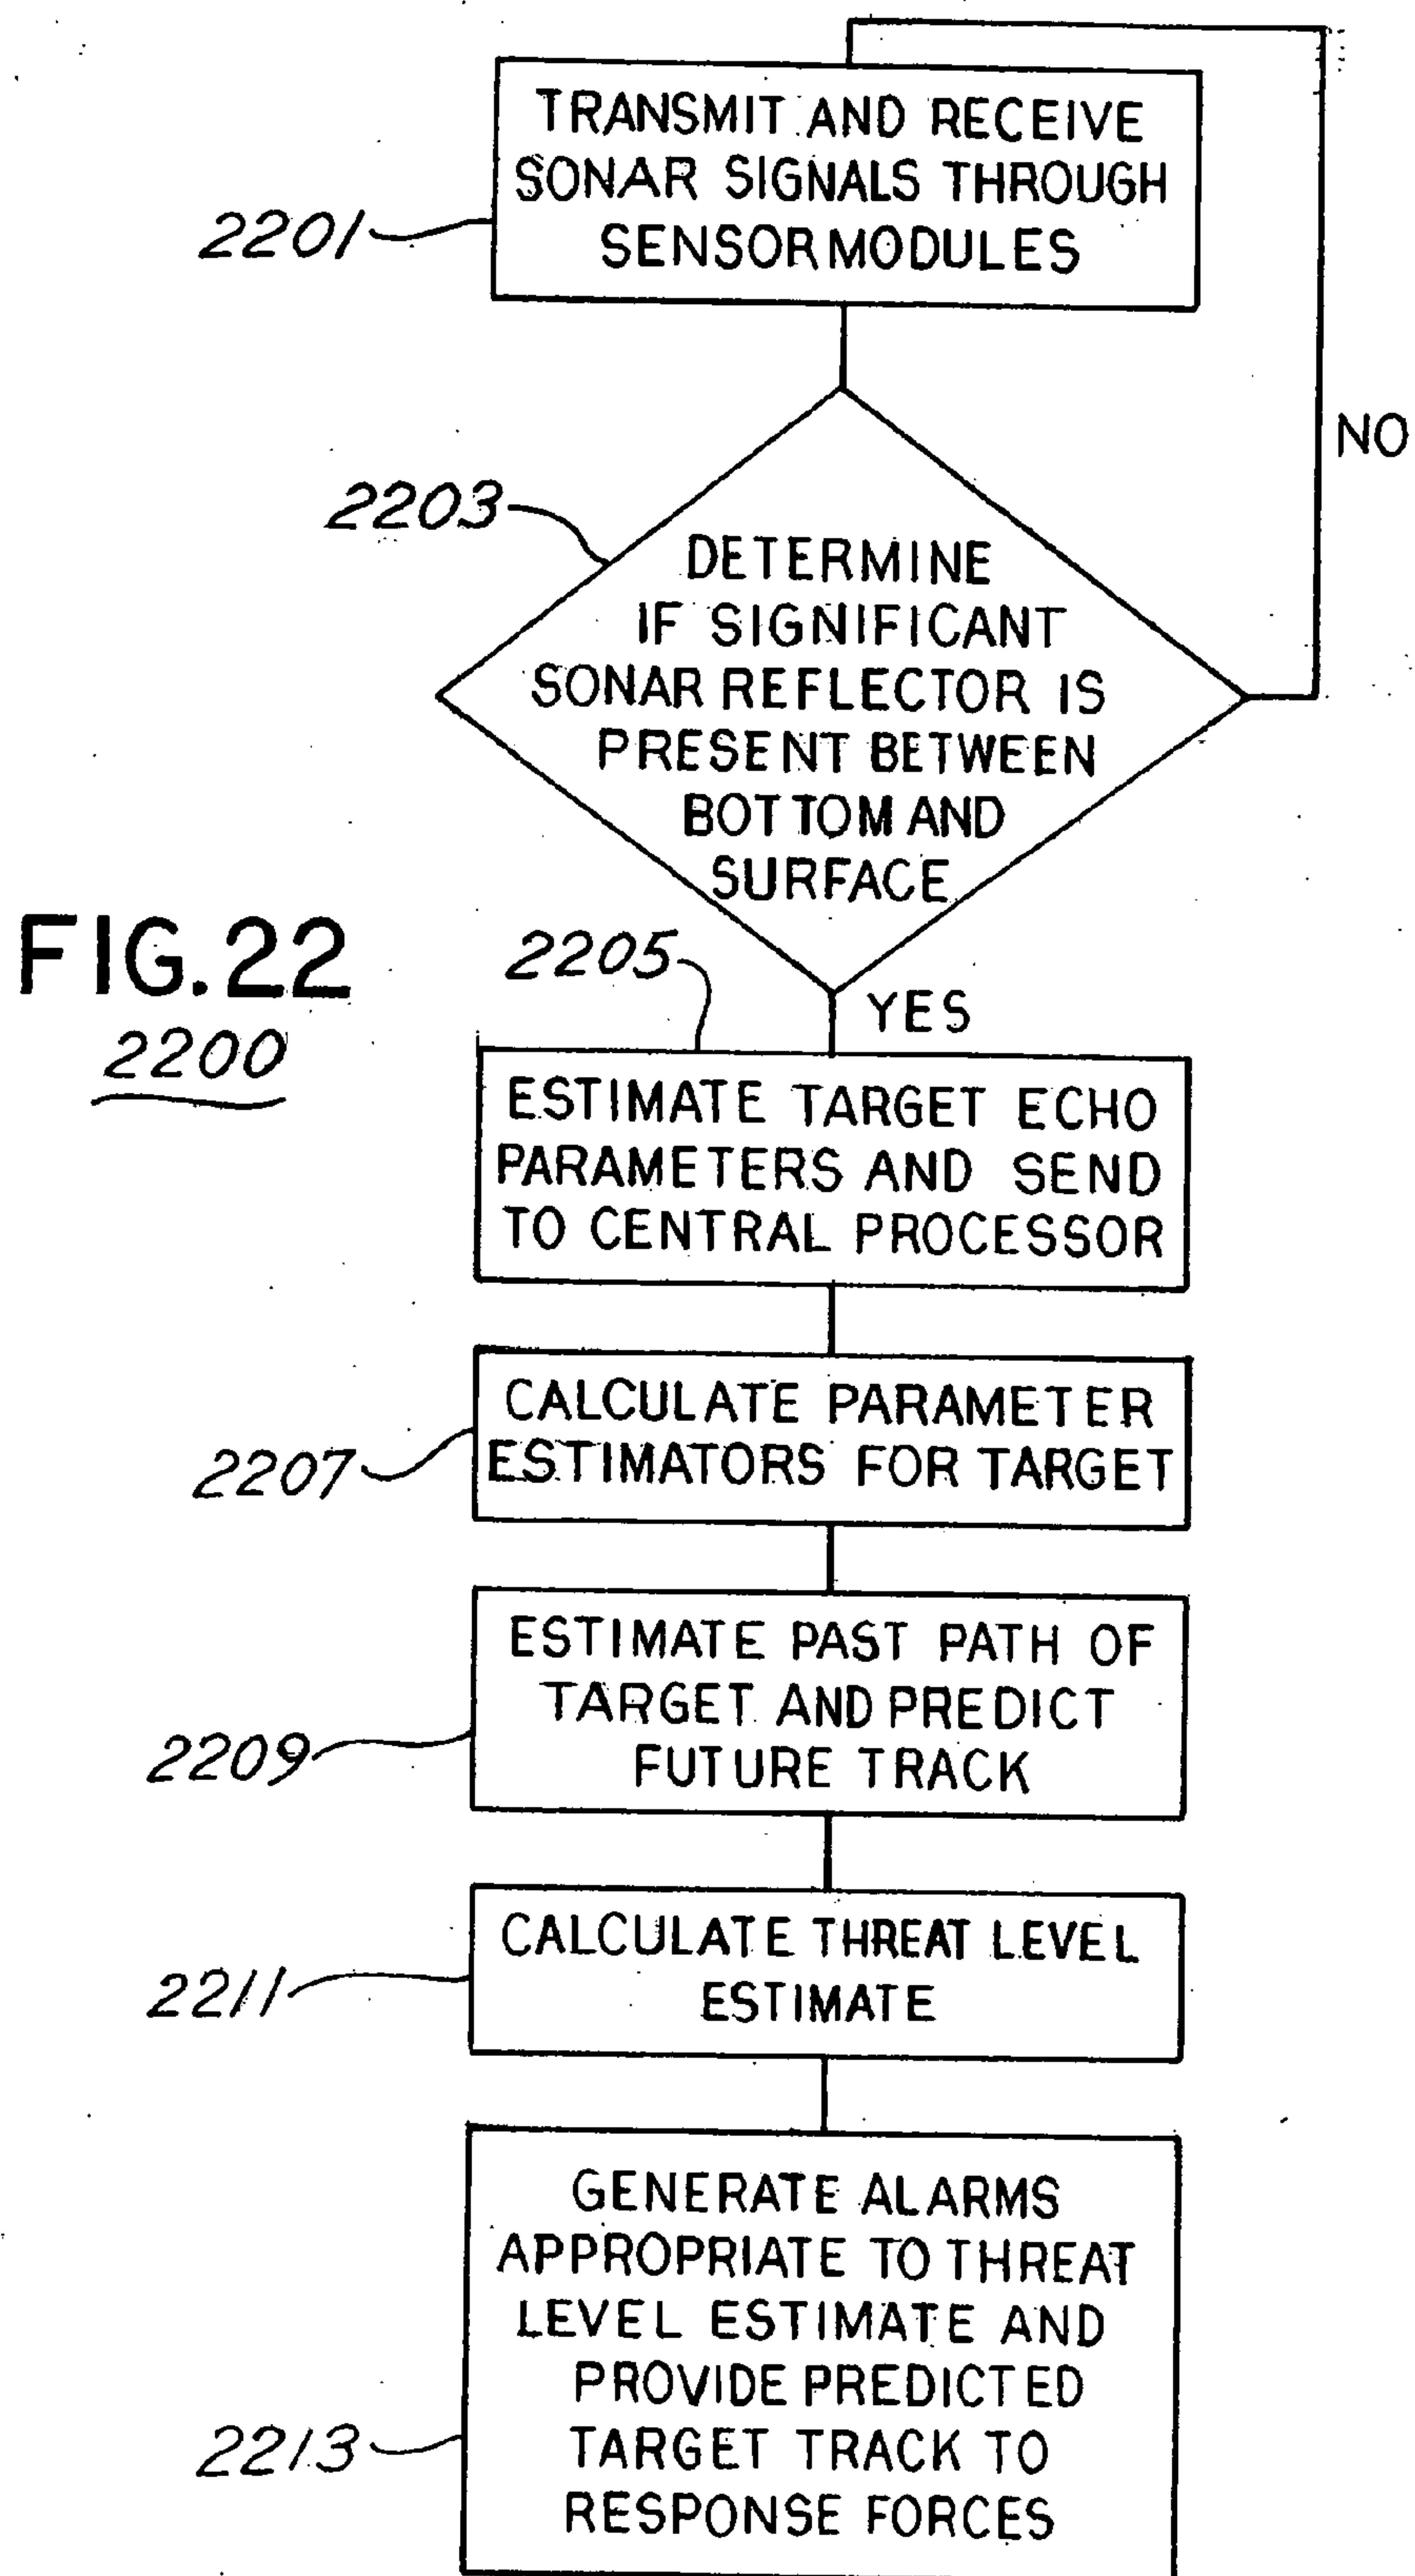 TRANSMIT AND RECEIVE
SONAR SIGNALS THROUGH
SENSOR MODULES
2201
NO
2203
DETERMINE
IF SIGNIFICANT
SONAR REFLECTOR IS
PRESENT BETWEEN
BOTTOM AND
SURFACE
FIG.22
2200
2205
YES
ESTIMATE TARGET ECHO
PARAMETERS AND SEND
TO CENTRAL PROCESSOR
CALCULATE PARAMETER
ESTIMATORS FOR TARGET
2207
ESTIMATE PAST PATH OF
TARGET AND PREDICT
FUTURE TRACK
2209
CALCULATE THREAT LEVEL
ESTIMATE
2211
GENERATE ALARMS
APPROPRIATE TO THREAT
LEVEL ESTIMATE AND
PROVIDE PREDICTED
TARGET TRACK TO
RESPONSE FORCES
2213